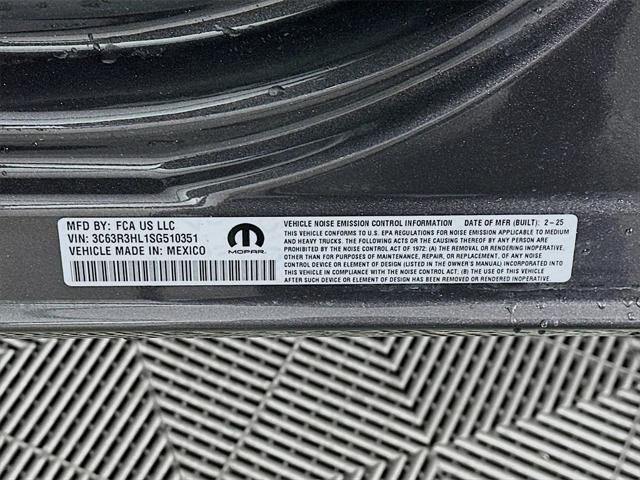 MFD BY: FCA US LLC
VIN: 3C63R3HL1SG510351
VEHICLE MADE IN: MEXICO
MOPAR.
VEHICLE NOISE EMISSION CONTROL INFORMATION DATE OF MFR (BUILT): 2-25
THIS VEHICLE CONFORMS TO U.S. EPA REGULATIONS FOR NOISE EMISSION APPLICABLE TO MEDIUM
AND HEAVY TRUCKS. THE FOLLOWING ACTS OR THE CAUSING THEREOF BY ANY PERSON ARE
PROHIBITED BY THE NOISE CONTROL ACT OF 1972: (A) THE REMOVAL OR RENDERING INOPERATIVE,
OTHER THAN FOR PURPOSES OF MAINTENANCE, REPAIR, OR REPLACEMENT, OF ANY NOISE
CONTROL DEVICE OR ELEMENT OF DESIGN (LISTED IN THE OWNER'S MANUAL) INCORPORATED INTO
THIS VEHICLE IN COMPLIANCE WITH THE NOISE CONTROL ACT; (B) THE USE OF THIS VEHICLE
AFTER SUCH DEVICE OR ELEMENT OF DESIGN HAS BEEN REMOVED OR RENDERED INOPERATIVE.